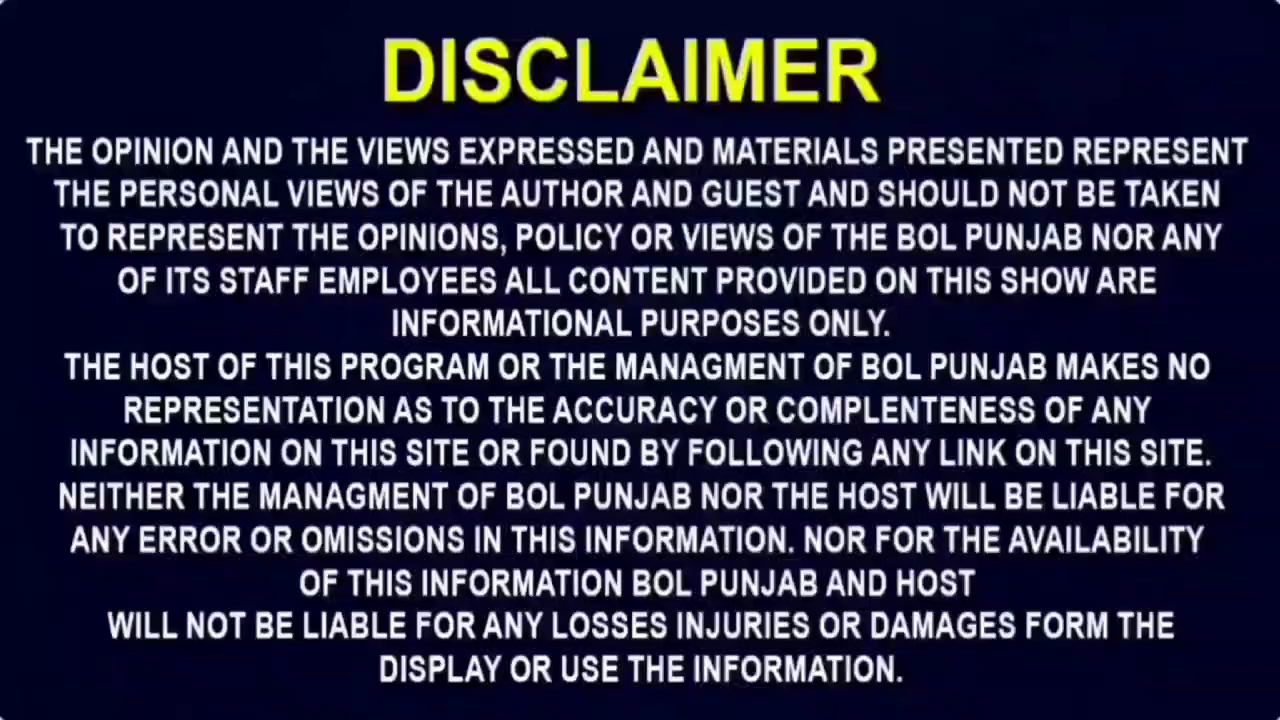 DISCLAIMER
THE OPINION AND THE VIEWS EXPRESSED AND MATERIALS PRESENTED REPRESENT
THE PERSONAL VIEWS OF THE AUTHOR AND GUEST AND SHOULD NOT BE TAKEN
TO REPRESENT THE OPINIONS, POLICY OR VIEWS OF THE BOL PUNJAB NOR ANY
OF ITS STAFF EMPLOYEES ALL CONTENT PROVIDED ON THIS SHOW ARE
INFORMATIONAL PURPOSES ONLY.
THE HOST OF THIS PROGRAM OR THE MANAGMENT OF BOL PUNJAB MAKES NO
REPRESENTATION AS TO THE ACCURACY OR COMPLENTENESS OF ANY
INFORMATION ON THIS SITE OR FOUND BY FOLLOWING ANY LINK ON THIS SITE.
NEITHER THE MANAGMENT OF BOL PUNJAB NOR THE HOST WILL BE LIABLE FOR
ANY ERROR OR OMISSIONS IN THIS INFORMATION. NOR FOR THE AVAILABILITY
OF THIS INFORMATION BOL PUNJAB AND HOST
WILL NOT BE LIABLE FOR ANY LOSSES INJURIES OR DAMAGES FORM THE
DISPLAY OR USE THE INFORMATION.